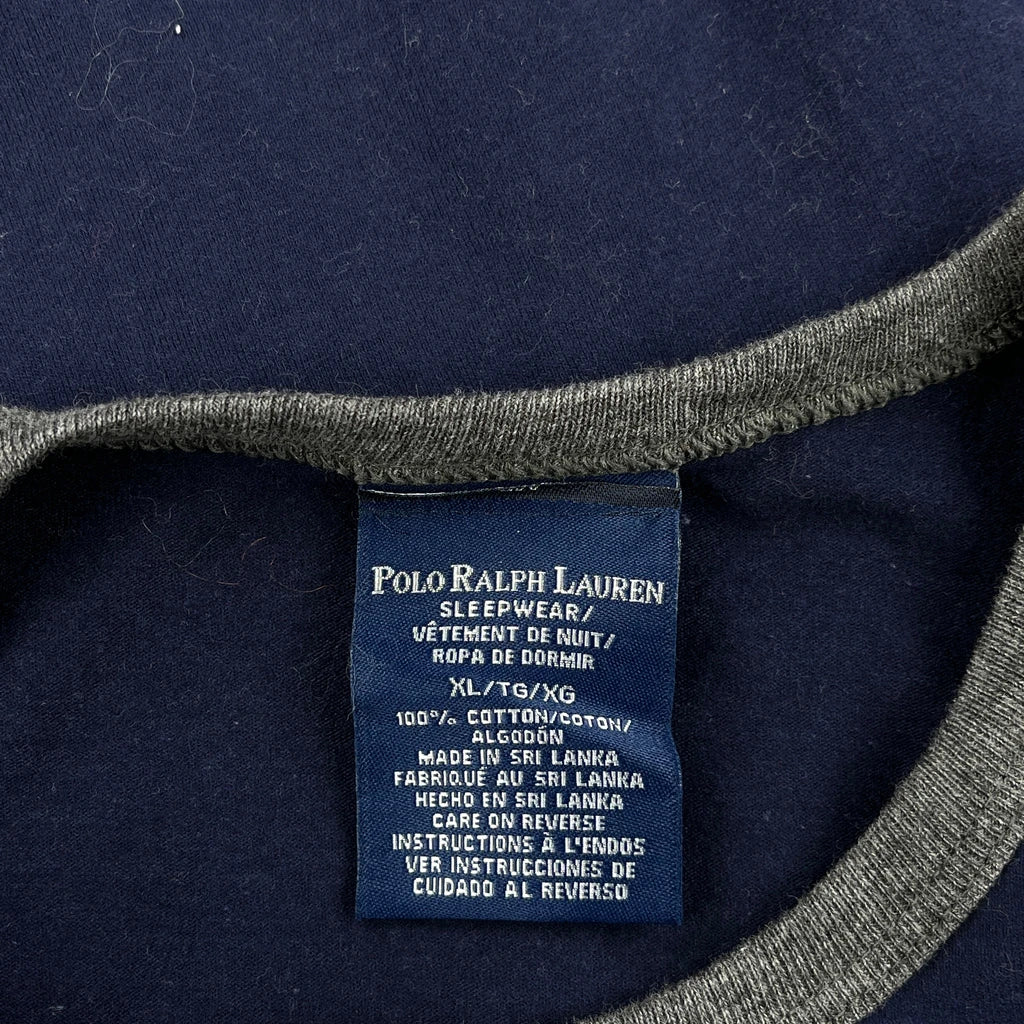 POLO RALPH LAUREN
SLEEPWEAR/
VÊTEMENT DE NUIT/
ROPA DE DORMIR
XL/TG/XG
100% COTTON/COTON/
ALGODÓN
MADE IN SRI LANKA
FABRIQUÉ AU SRI LANKA
HECHO EN SRI LANKA
CARE ON REVERSE
INSTRUCTIONS À L'ENDOS
VER INSTRUCCIONES DE
CUIDADO AL REVERSO